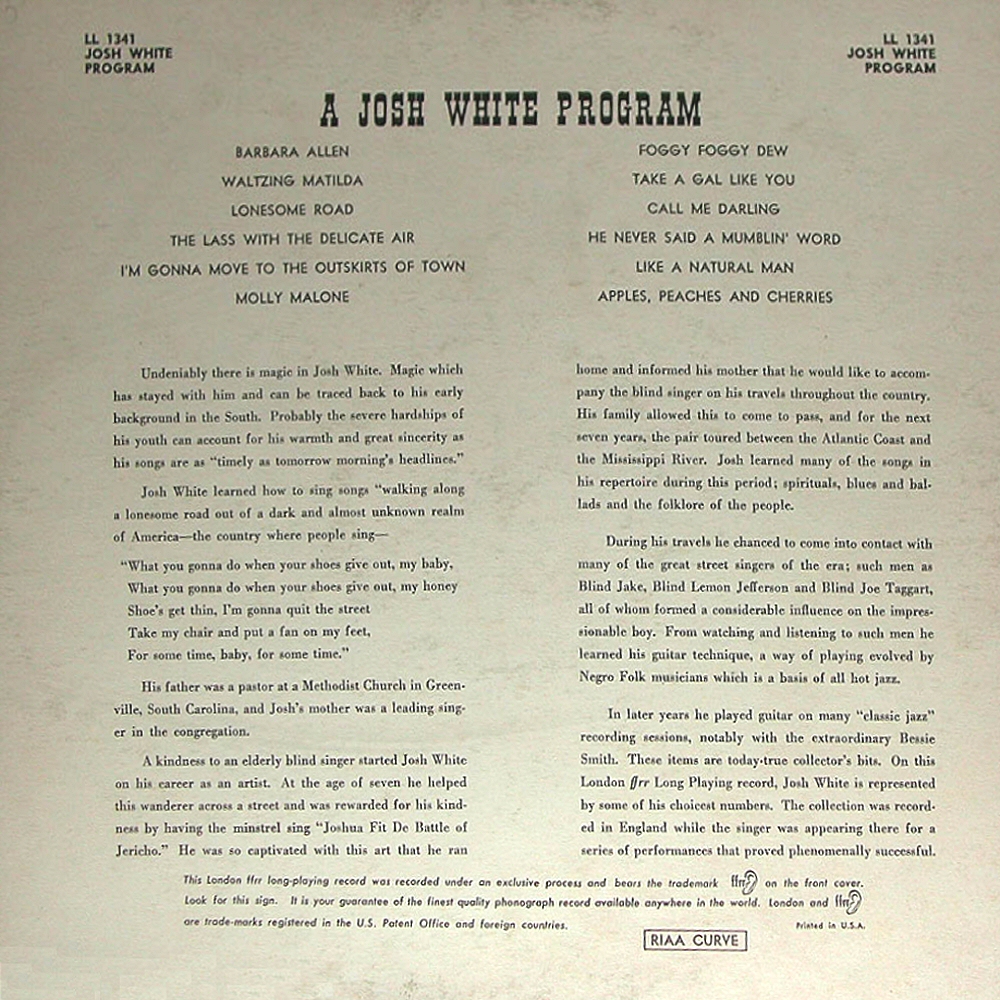 LL 1341
JOSH WHITE
PROGRAM
LL 1341
JOSH WHITE
PROGRAM
A JOSH WHITE PROGRAM
BARBARA ALLEN
WALTZING MATILDA
LONESOME ROAD
THE LASS WITH THE DELICATE AIR
I'M GONNA MOVE TO THE OUTSKIRTS OF TOWN
MOLLY MALONE
FOGGY FOGGY DEW
TAKE A GAL LIKE YOU
CALL ME DARLING
HE NEVER SAID A MUMBLIN' WORD
LIKE A NATURAL MAN
APPLES, PEACHES AND CHERRIES
Undeniably there is magic in Josh White. Magic which
has stayed with him and can be traced back to his early
background in the South. Probably the severe hardships of
his youth can account for his warmth and great sincerity as
his songs are as "timely as tomorrow morning's headlines."
Josh White learned how to sing songs "walking along
a lonesome road out of a dark and almost unknown realm
of America—the country where people sing—
"What you gonna do when your shoes give out, my baby,
What you gonna do when your shoes give out, my honey
Shoe's get thin, I'm gonna quit the street
Take my chair and put a fan on my feet,
For some time, baby, for some time."
His father was a pastor at a Methodist Church in Green-
ville, South Carolina, and Josh's mother was a leading sing-
er in the congregation.
A kindness to an elderly blind singer started Josh White
on his career as an artist. At the age of seven he helped
this wanderer across a street and was rewarded for his kind-
ness by having the minstrel sing "Joshua Fit De Battle of
Jericho." He was so captivated with this art that he ran
home and informed his mother that he would like to accom-
pany the blind singer on his travels throughout the country.
His family allowed this to come to pass, and for the next
seven years, the pair toured between the Atlantic Coast and
the Mississippi River. Josh learned many of the songs in
his repertoire during this period; spirituals, blues and bal-
lads and the folklore of the people.
During his travels he chanced to come into contact with
many of the great street singers of the era; such men as
Blind Jake, Blind Lemon Jefferson and Blind Joe Taggart,
all of whom formed a considerable influence on the impres-
sionable boy. From watching and listening to such men he
learned his guitar technique, a way of playing evolved by
Negro Folk musicians which is a basis of all hot jazz.
In later years he played guitar on many "classic jazz"
recording sessions, notably with the extraordinary Bessie
Smith. These items are today-true collector's bits. On this
London ffrr Long Playing record, Josh White is represented
by some of his choicest numbers. The collection was record-
ed in England while the singer was appearing there for a
series of performances that proved phenomenally successful.
This London ffrr long-playing record was recorded under an exclusive process and bears the trademark ffrr on the front cover.
Look for this sign. It is your guarantee of the finest quality phonograph record available anywhere in the world. London and ffrr
are trade-marks registered in the U.S. Patent Office and foreign countries.
Printed in U.S.A.
RIAA CURVE